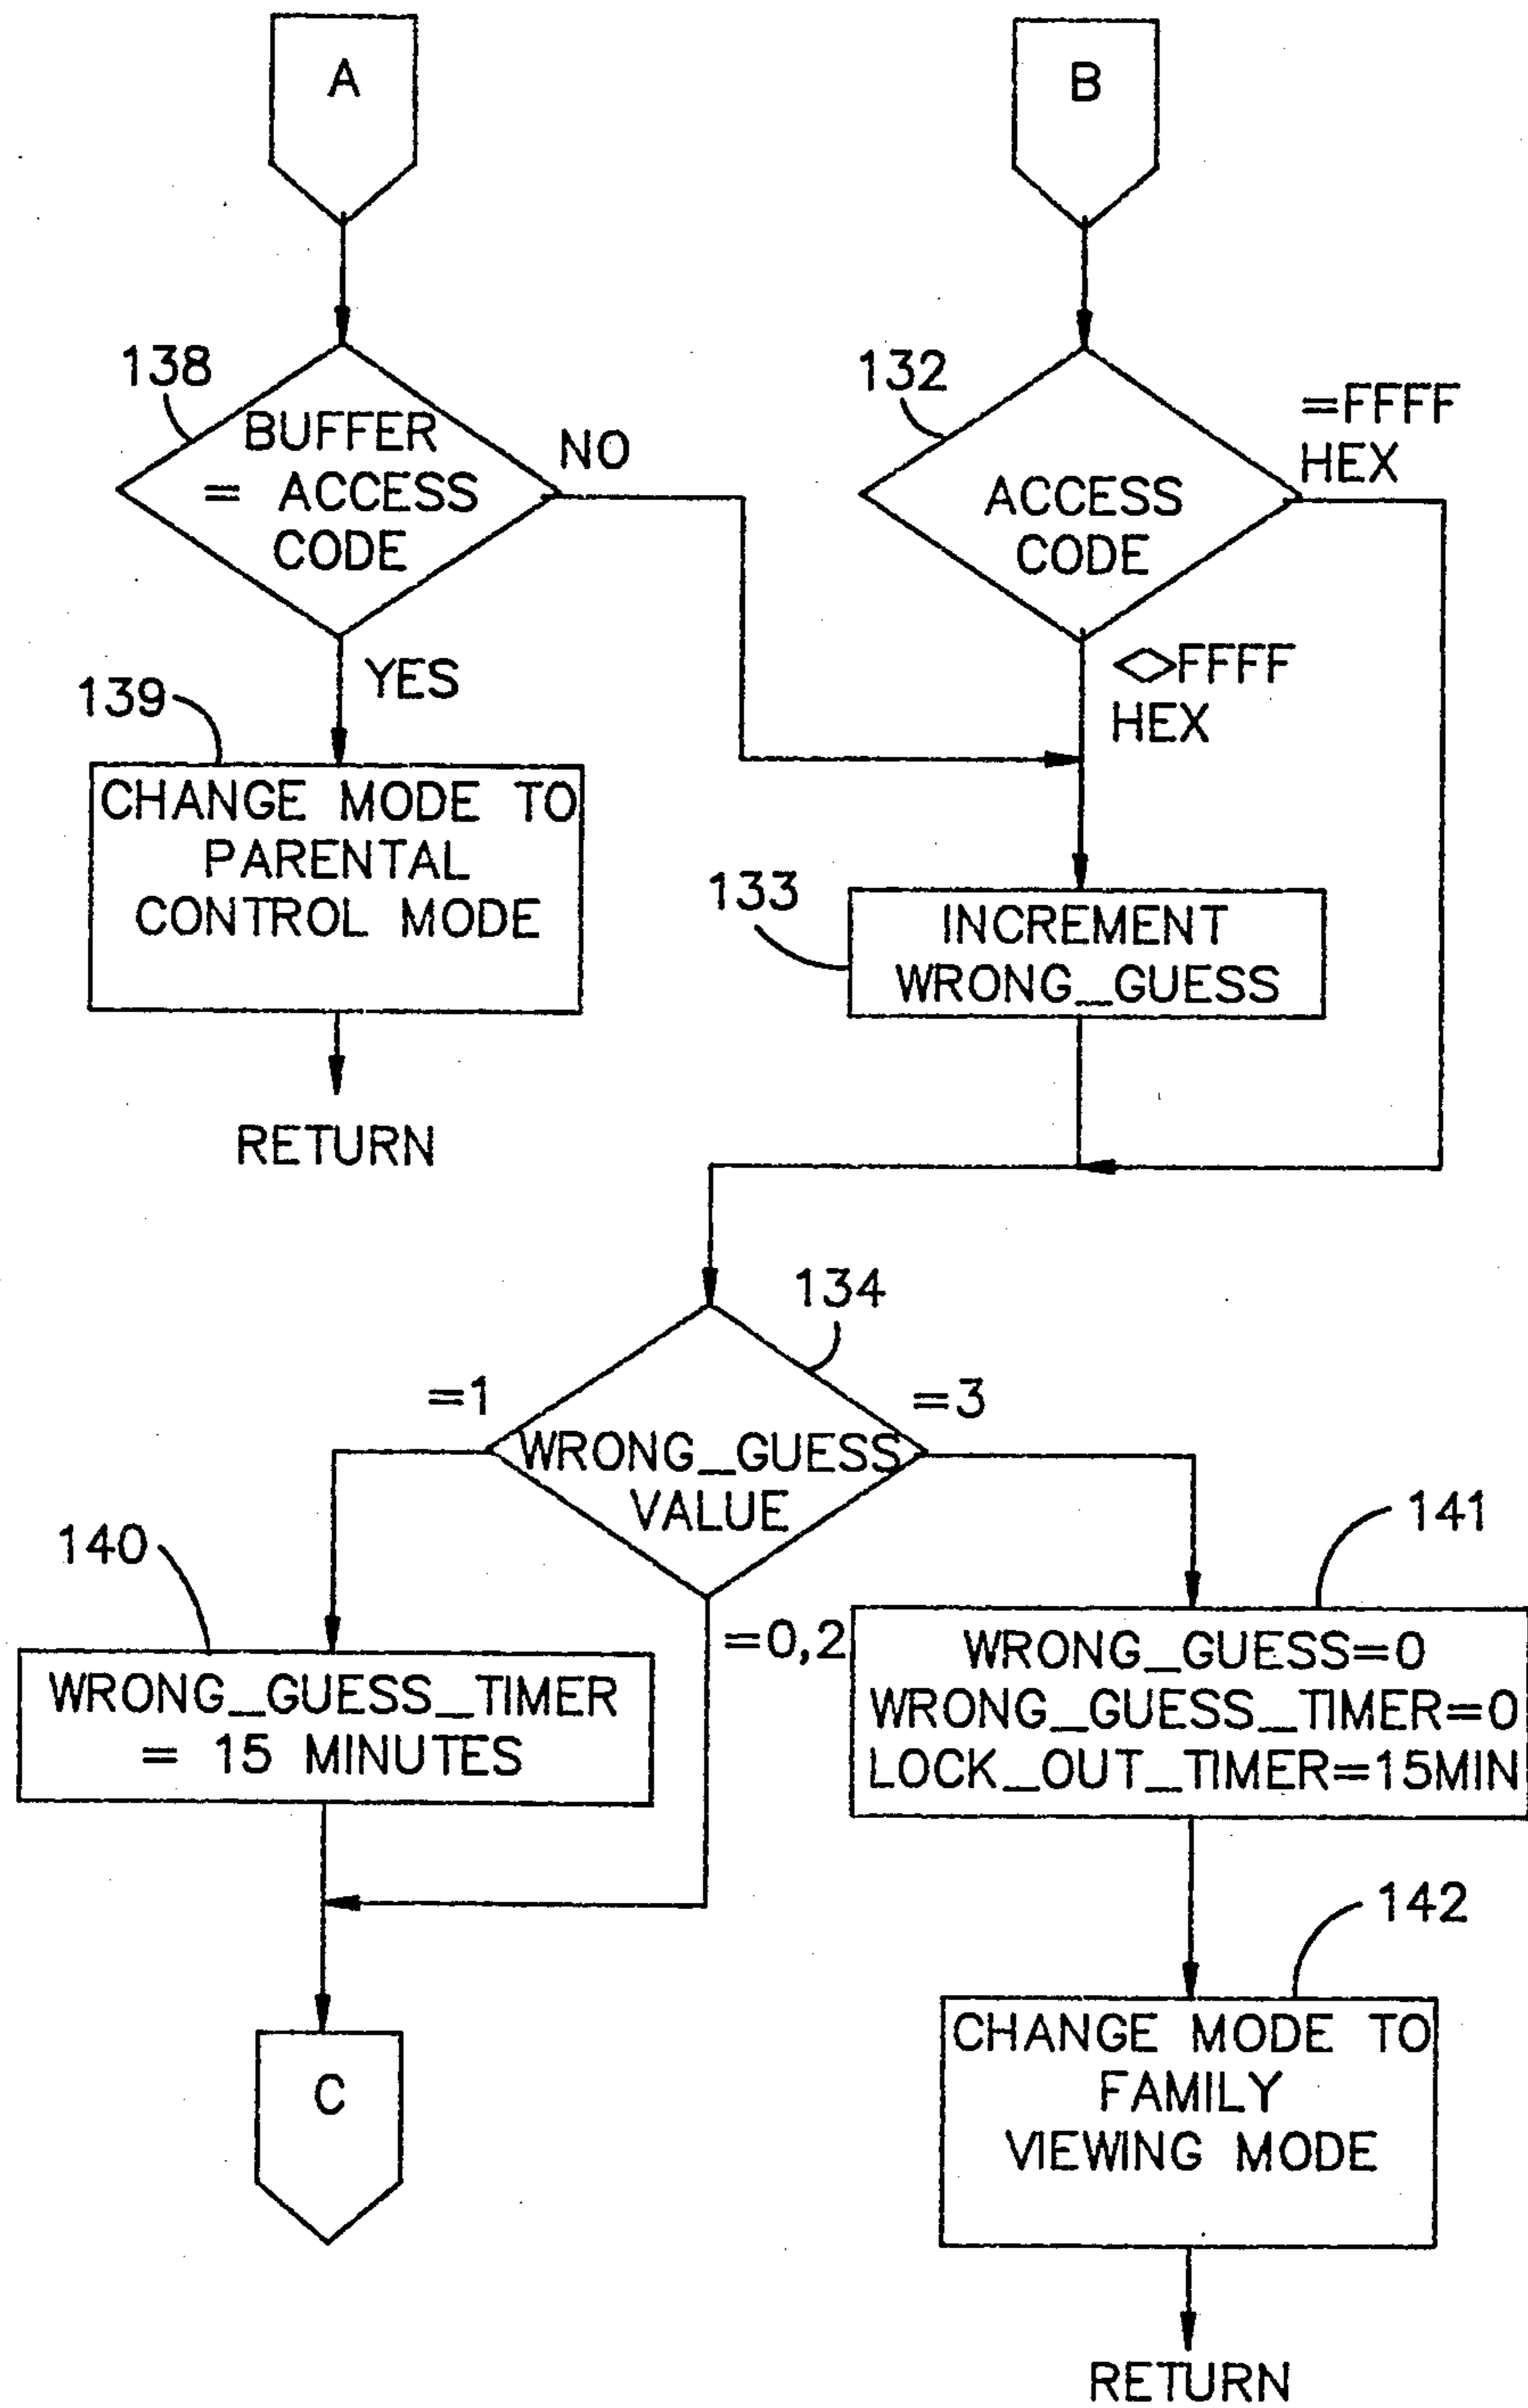 A
B
138
BUFFER
= ACCESS
CODE
NO
YES
132
ACCESS
CODE
=FFFF
HEX
<>FFFF
HEX
139
CHANGE MODE TO
PARENTAL
CONTROL MODE
RETURN
133
INCREMENT
WRONG_GUESS
134
=1
=3
WRONG_GUESS
VALUE
=0,2
140
WRONG_GUESS_TIMER
= 15 MINUTES
141
WRONG_GUESS=0
WRONG_GUESS_TIMER=0
LOCK_OUT_TIMER=15MIN
142
CHANGE MODE TO
FAMILY
VIEWING MODE
C
RETURN